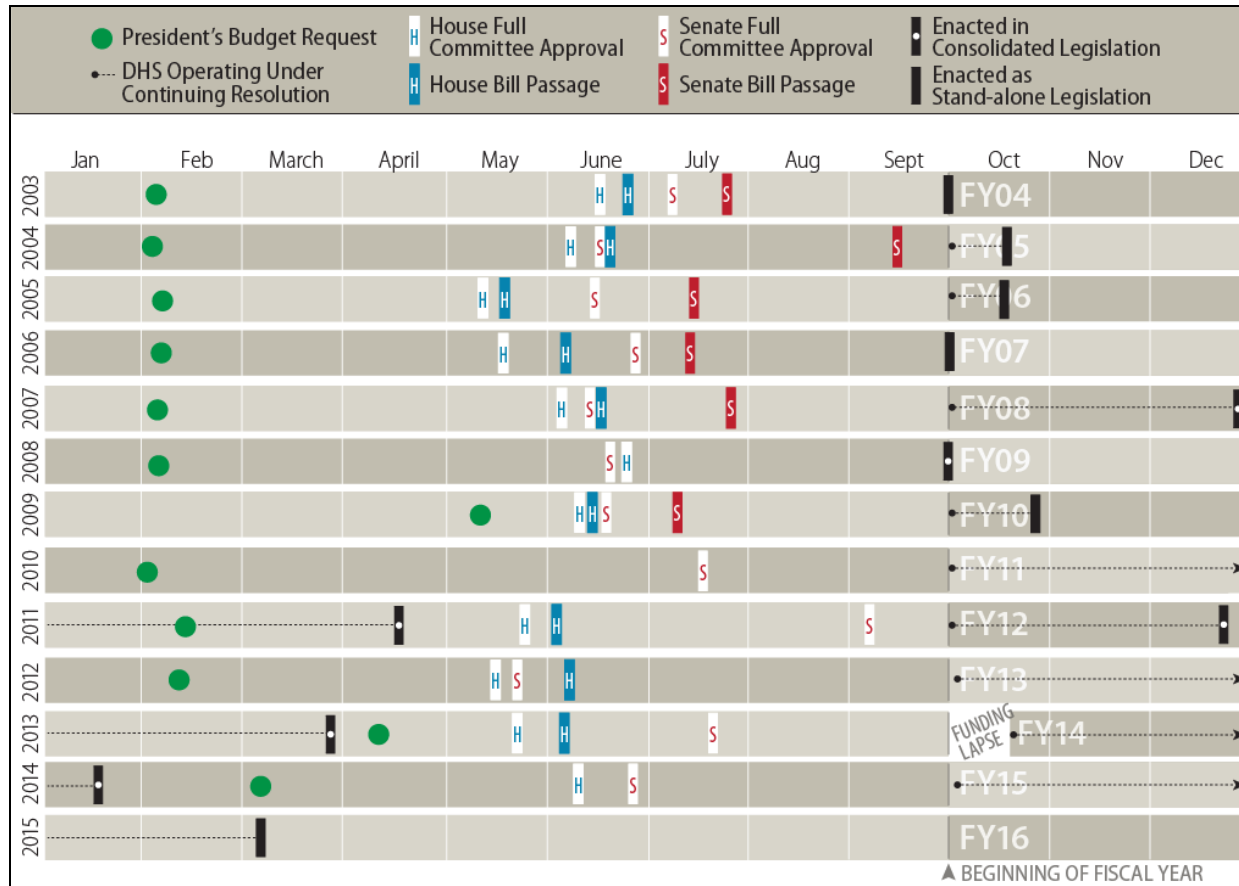 President's Budget Request
DHS Operating Under
Continuing Resolution
H House Full
Committee Approval
H House Bill Passage
S Senate Full
Committee Approval
S Senate Bill Passage
Enacted in
Consolidated Legislation
Enacted as
Stand-alone Legislation
Jan Feb March April May June July Aug Sept Oct Nov Dec
2003 H H S S FY04
2004 H S H S FY05
2005 H H S S FY06
2006 H H S S FY07
2007 H S H S FY08
2008 S H FY09
2009 H H S S FY10
2010 S FY11
2011 H H S FY12
2012 H S H FY13
2013 H H S FUNDING LAPSE FY14
2014 H S FY15
2015 FY16
BEGINNING OF FISCAL YEAR